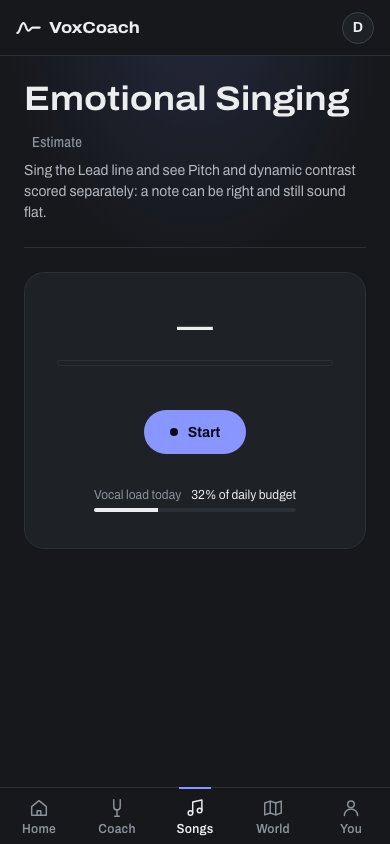 VoxCoach
D
Emotional Singing
Estimate
Sing the Lead line and see Pitch and dynamic contrast
scored separately: a note can be right and still sound
flat.
—
Start
Vocal load today 32% of daily budget
Home Coach Songs World You